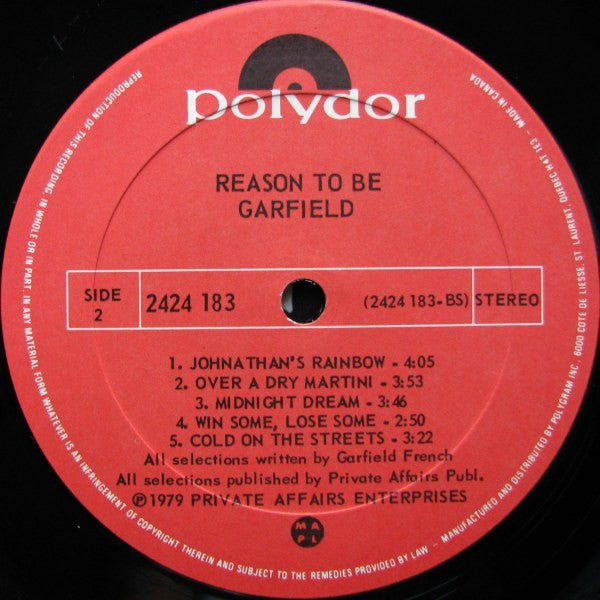 polydor
REASON TO BE
GARFIELD
SIDE
2
2424 183
(2424 183-BS)
STEREO
1. JOHNATHAN'S RAINBOW - 4:05
2. OVER A DRY MARTINI - 3:53
3. MIDNIGHT DREAM - 3:46
4. WIN SOME, LOSE SOME - 2:50
5. COLD ON THE STREETS - 3:22
All selections written by Garfield French
All selections published by Private Affairs Publ.
℗1979 PRIVATE AFFAIRS ENTERPRISES
M A
P L
REPRODUCTION OF THIS RECORDING, IN WHOLE OR IN PART, IN ANY MATERIAL FORM WHATEVER IS AN INFRINGEMENT OF COPYRIGHT THEREIN AND SUBJECT TO THE REMEDIES PROVIDED BY LAW – MANUFACTURED AND DISTRIBUTED BY POLYGRAM INC., 6000 COTE DE LIESSE, ST. LAURENT, QUEBEC H4T 1E3 – MADE IN CANADA